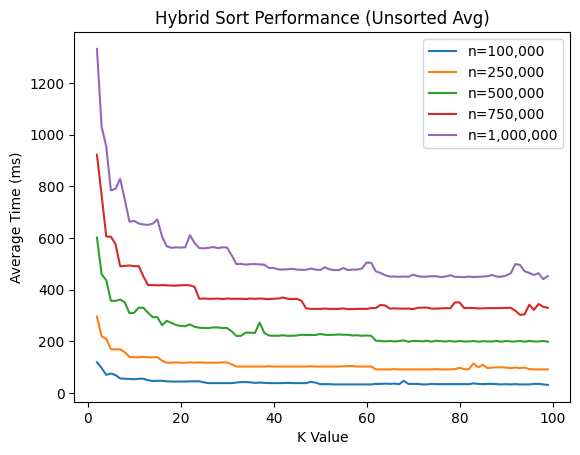 Hybrid Sort Performance (Unsorted Avg)
n=100,000
n=250,000
n=500,000
n=750,000
n=1,000,000
Average Time (ms)
1200
1000
800
600
400
200
0
0
20
40
60
80
100
K Value